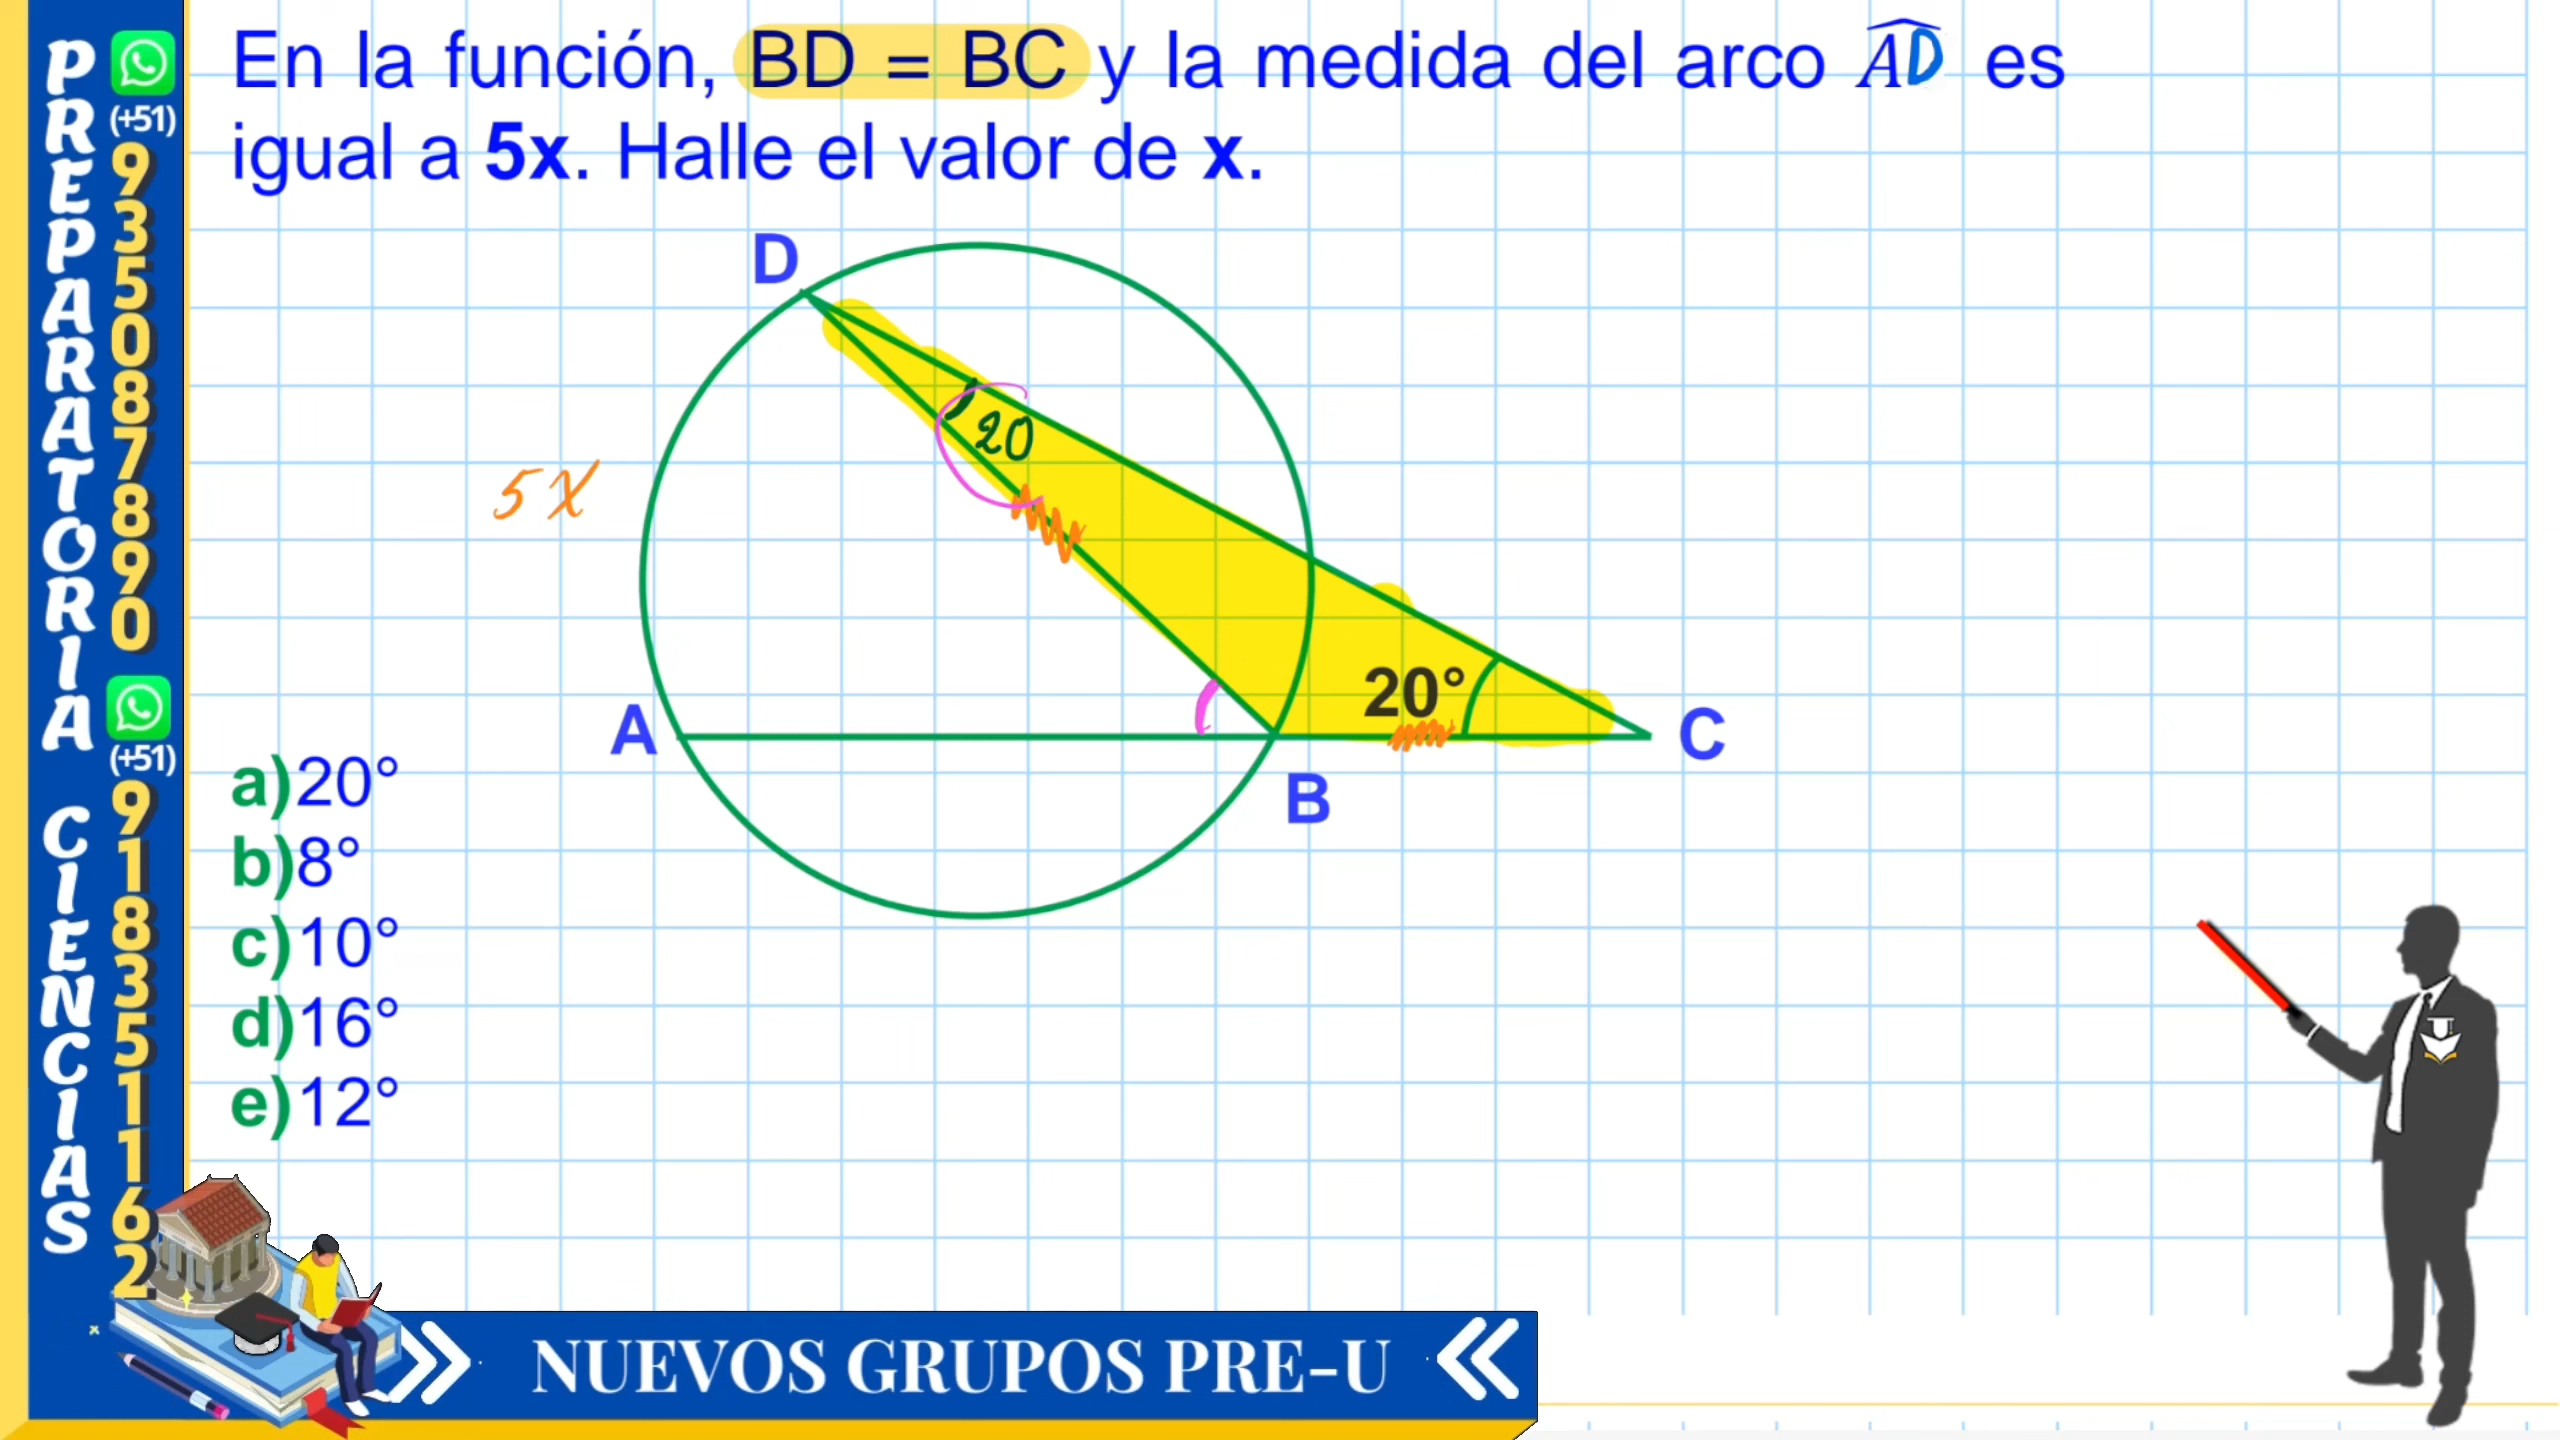 PREPARATORIA CIENCIAS
(+51)
935087890
(+51)
918351162
En la función, BD = BC y la medida del arco AD es
igual a 5x. Halle el valor de x.
D
20
5x
20°
A
C
B
a)20°
b)8°
c)10°
d)16°
e)12°
NUEVOS GRUPOS PRE-U